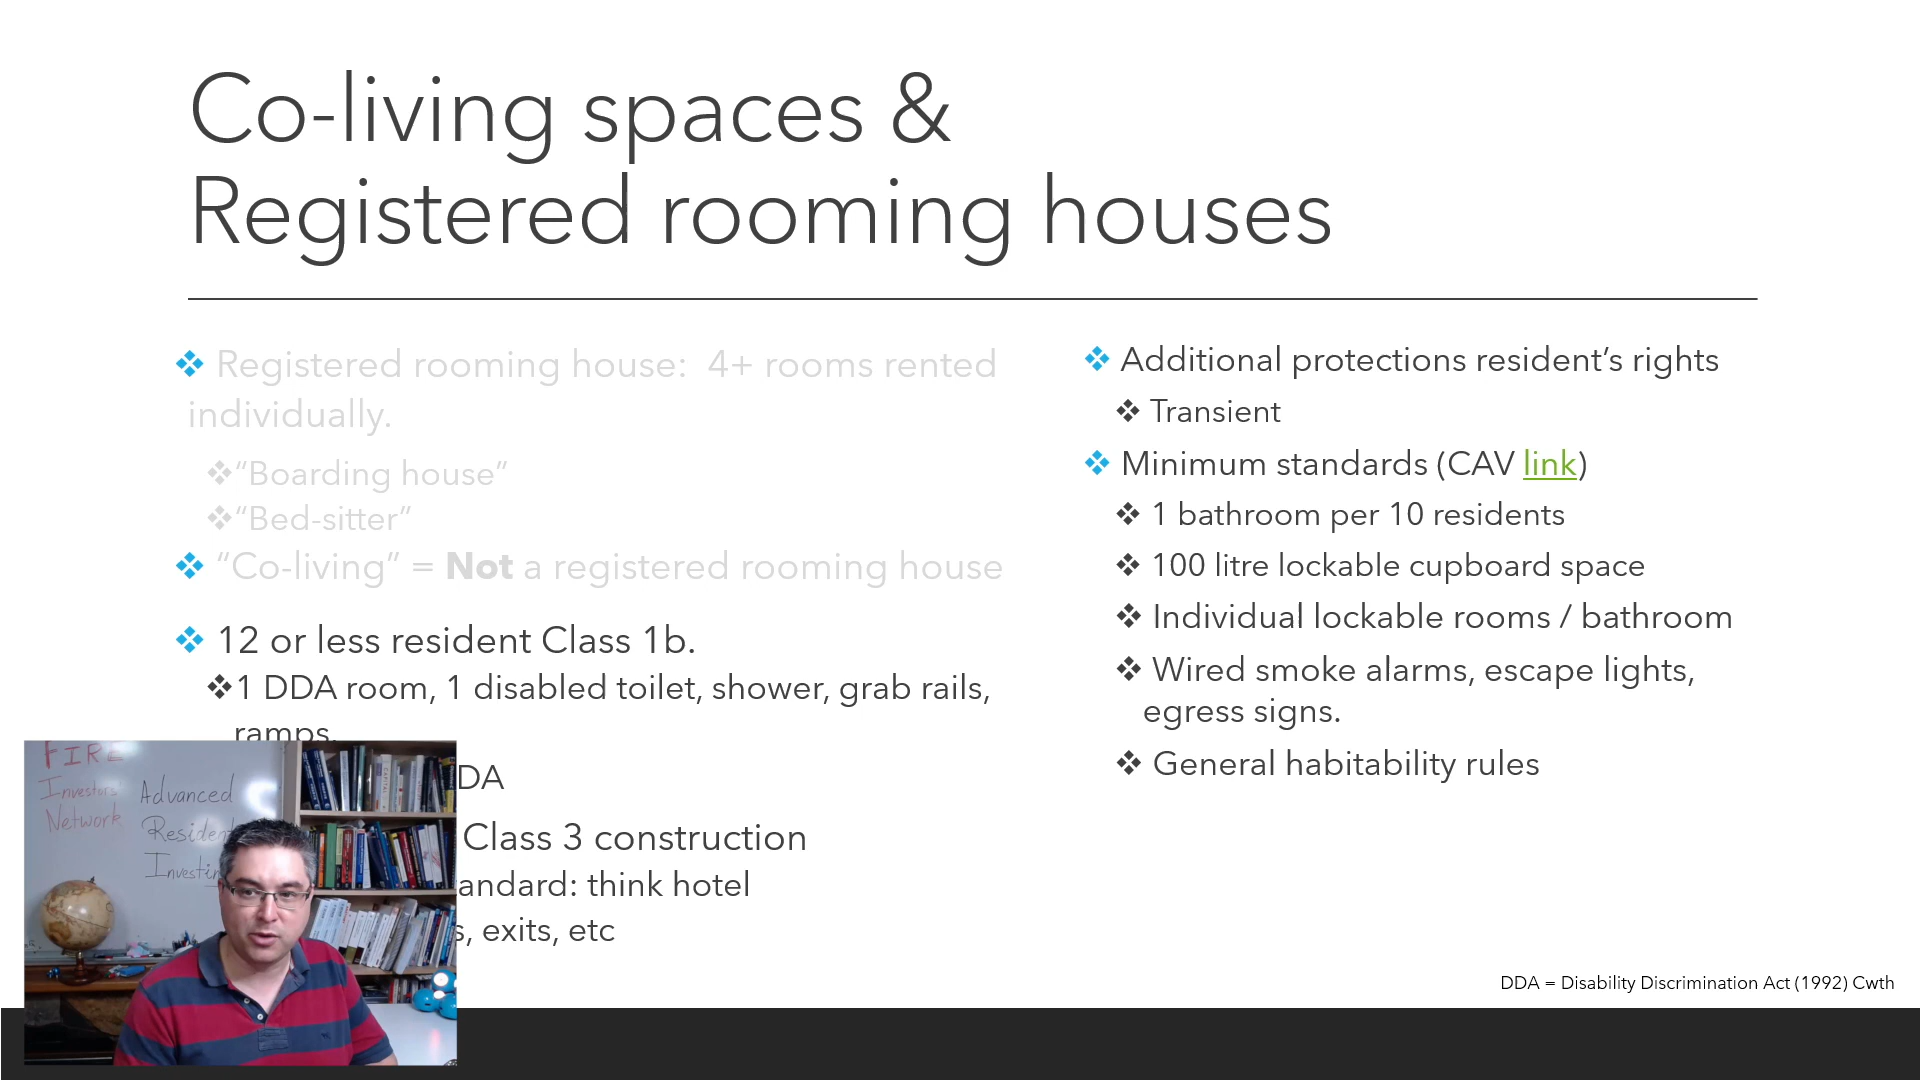 Co-living spaces &
Registered rooming houses
❖ Registered rooming house:  4+ rooms rented
individually.
❖“Boarding house”
❖“Bed-sitter”
❖ “Co-living” = Not a registered rooming house
❖ 12 or less resident Class 1b.
❖1 DDA room, 1 disabled toilet, shower, grab rails,
ramps.
DA
Class 3 construction
andard: think hotel
s, exits, etc
❖ Additional protections resident’s rights
❖ Transient
❖ Minimum standards (CAV link)
❖ 1 bathroom per 10 residents
❖ 100 litre lockable cupboard space
❖ Individual lockable rooms / bathroom
❖ Wired smoke alarms, escape lights,
egress signs.
❖ General habitability rules
DDA = Disability Discrimination Act (1992) Cwth
FIRE
Investors
Network
Advanced
Resident
Investin